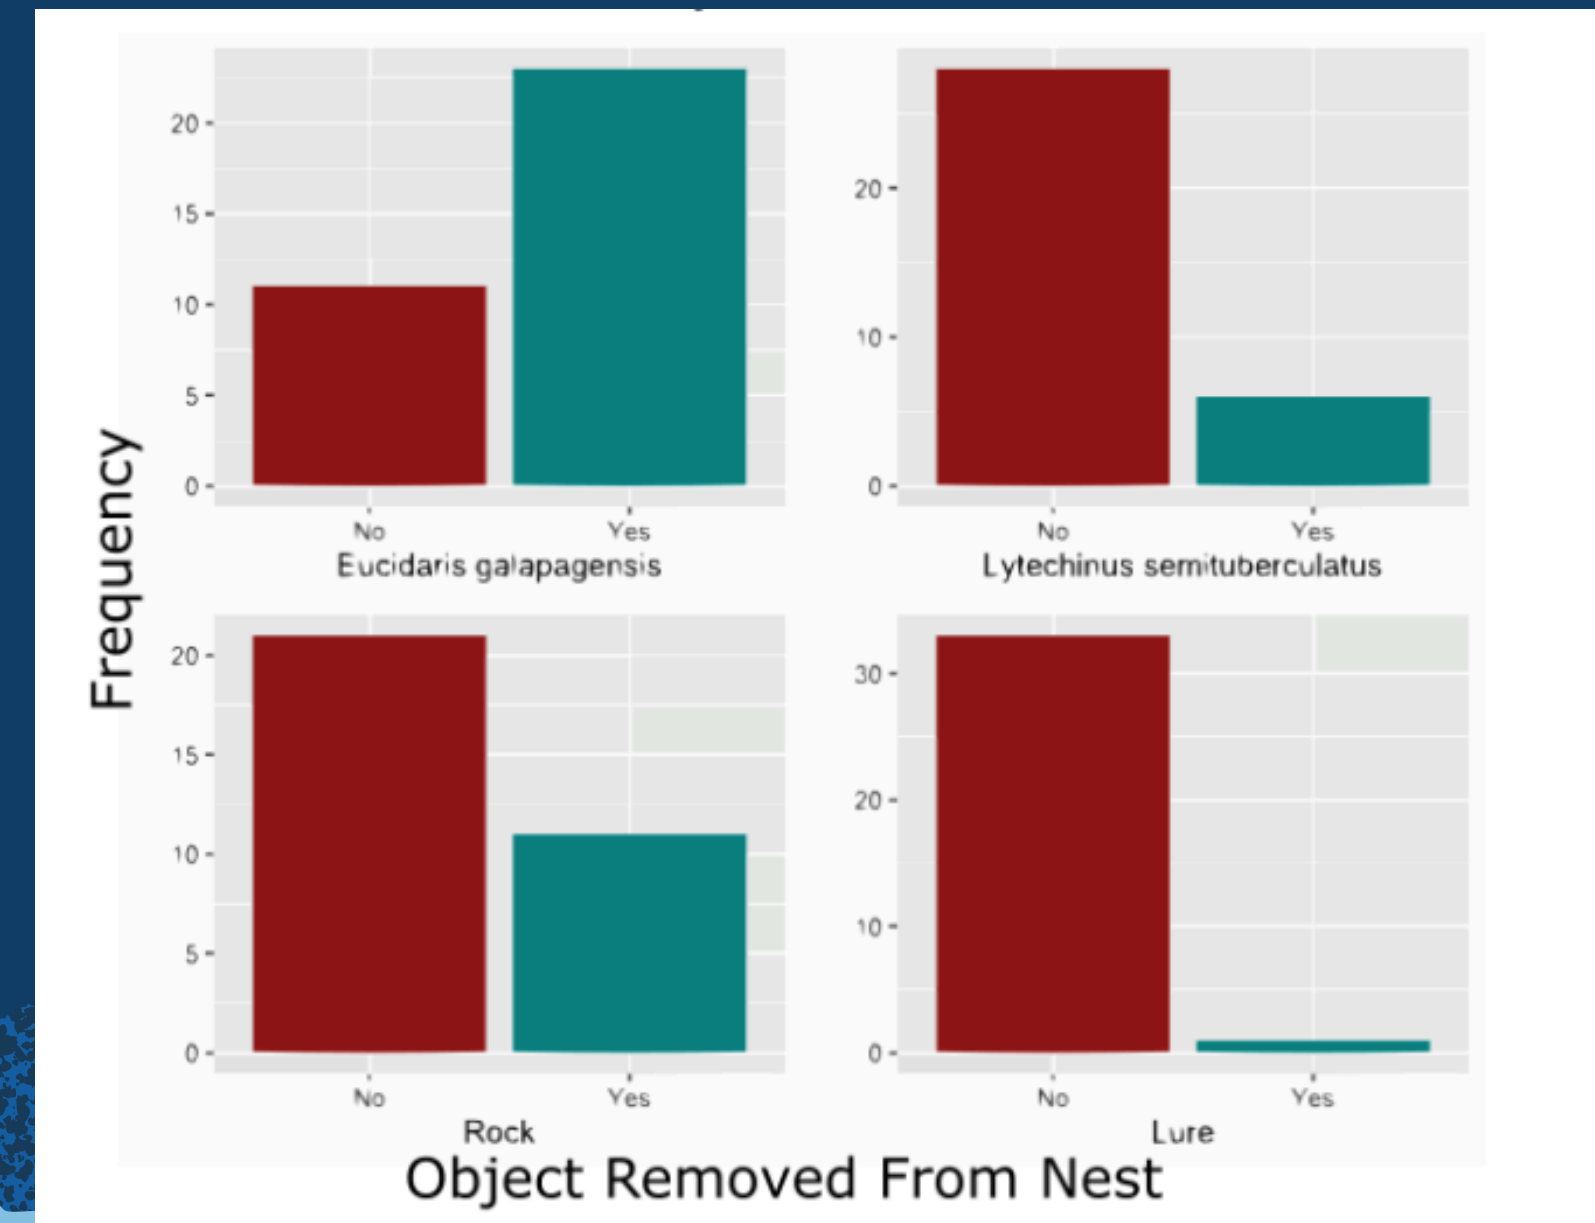 Frequency
20
15
10
5
0
No Yes
Eucidaris galapagensis
20
10
0
No Yes
Lytechinus semituberculatus
20
15
10
5
0
No Yes
Rock
30
20
10
0
No Yes
Lure
Object Removed From Nest